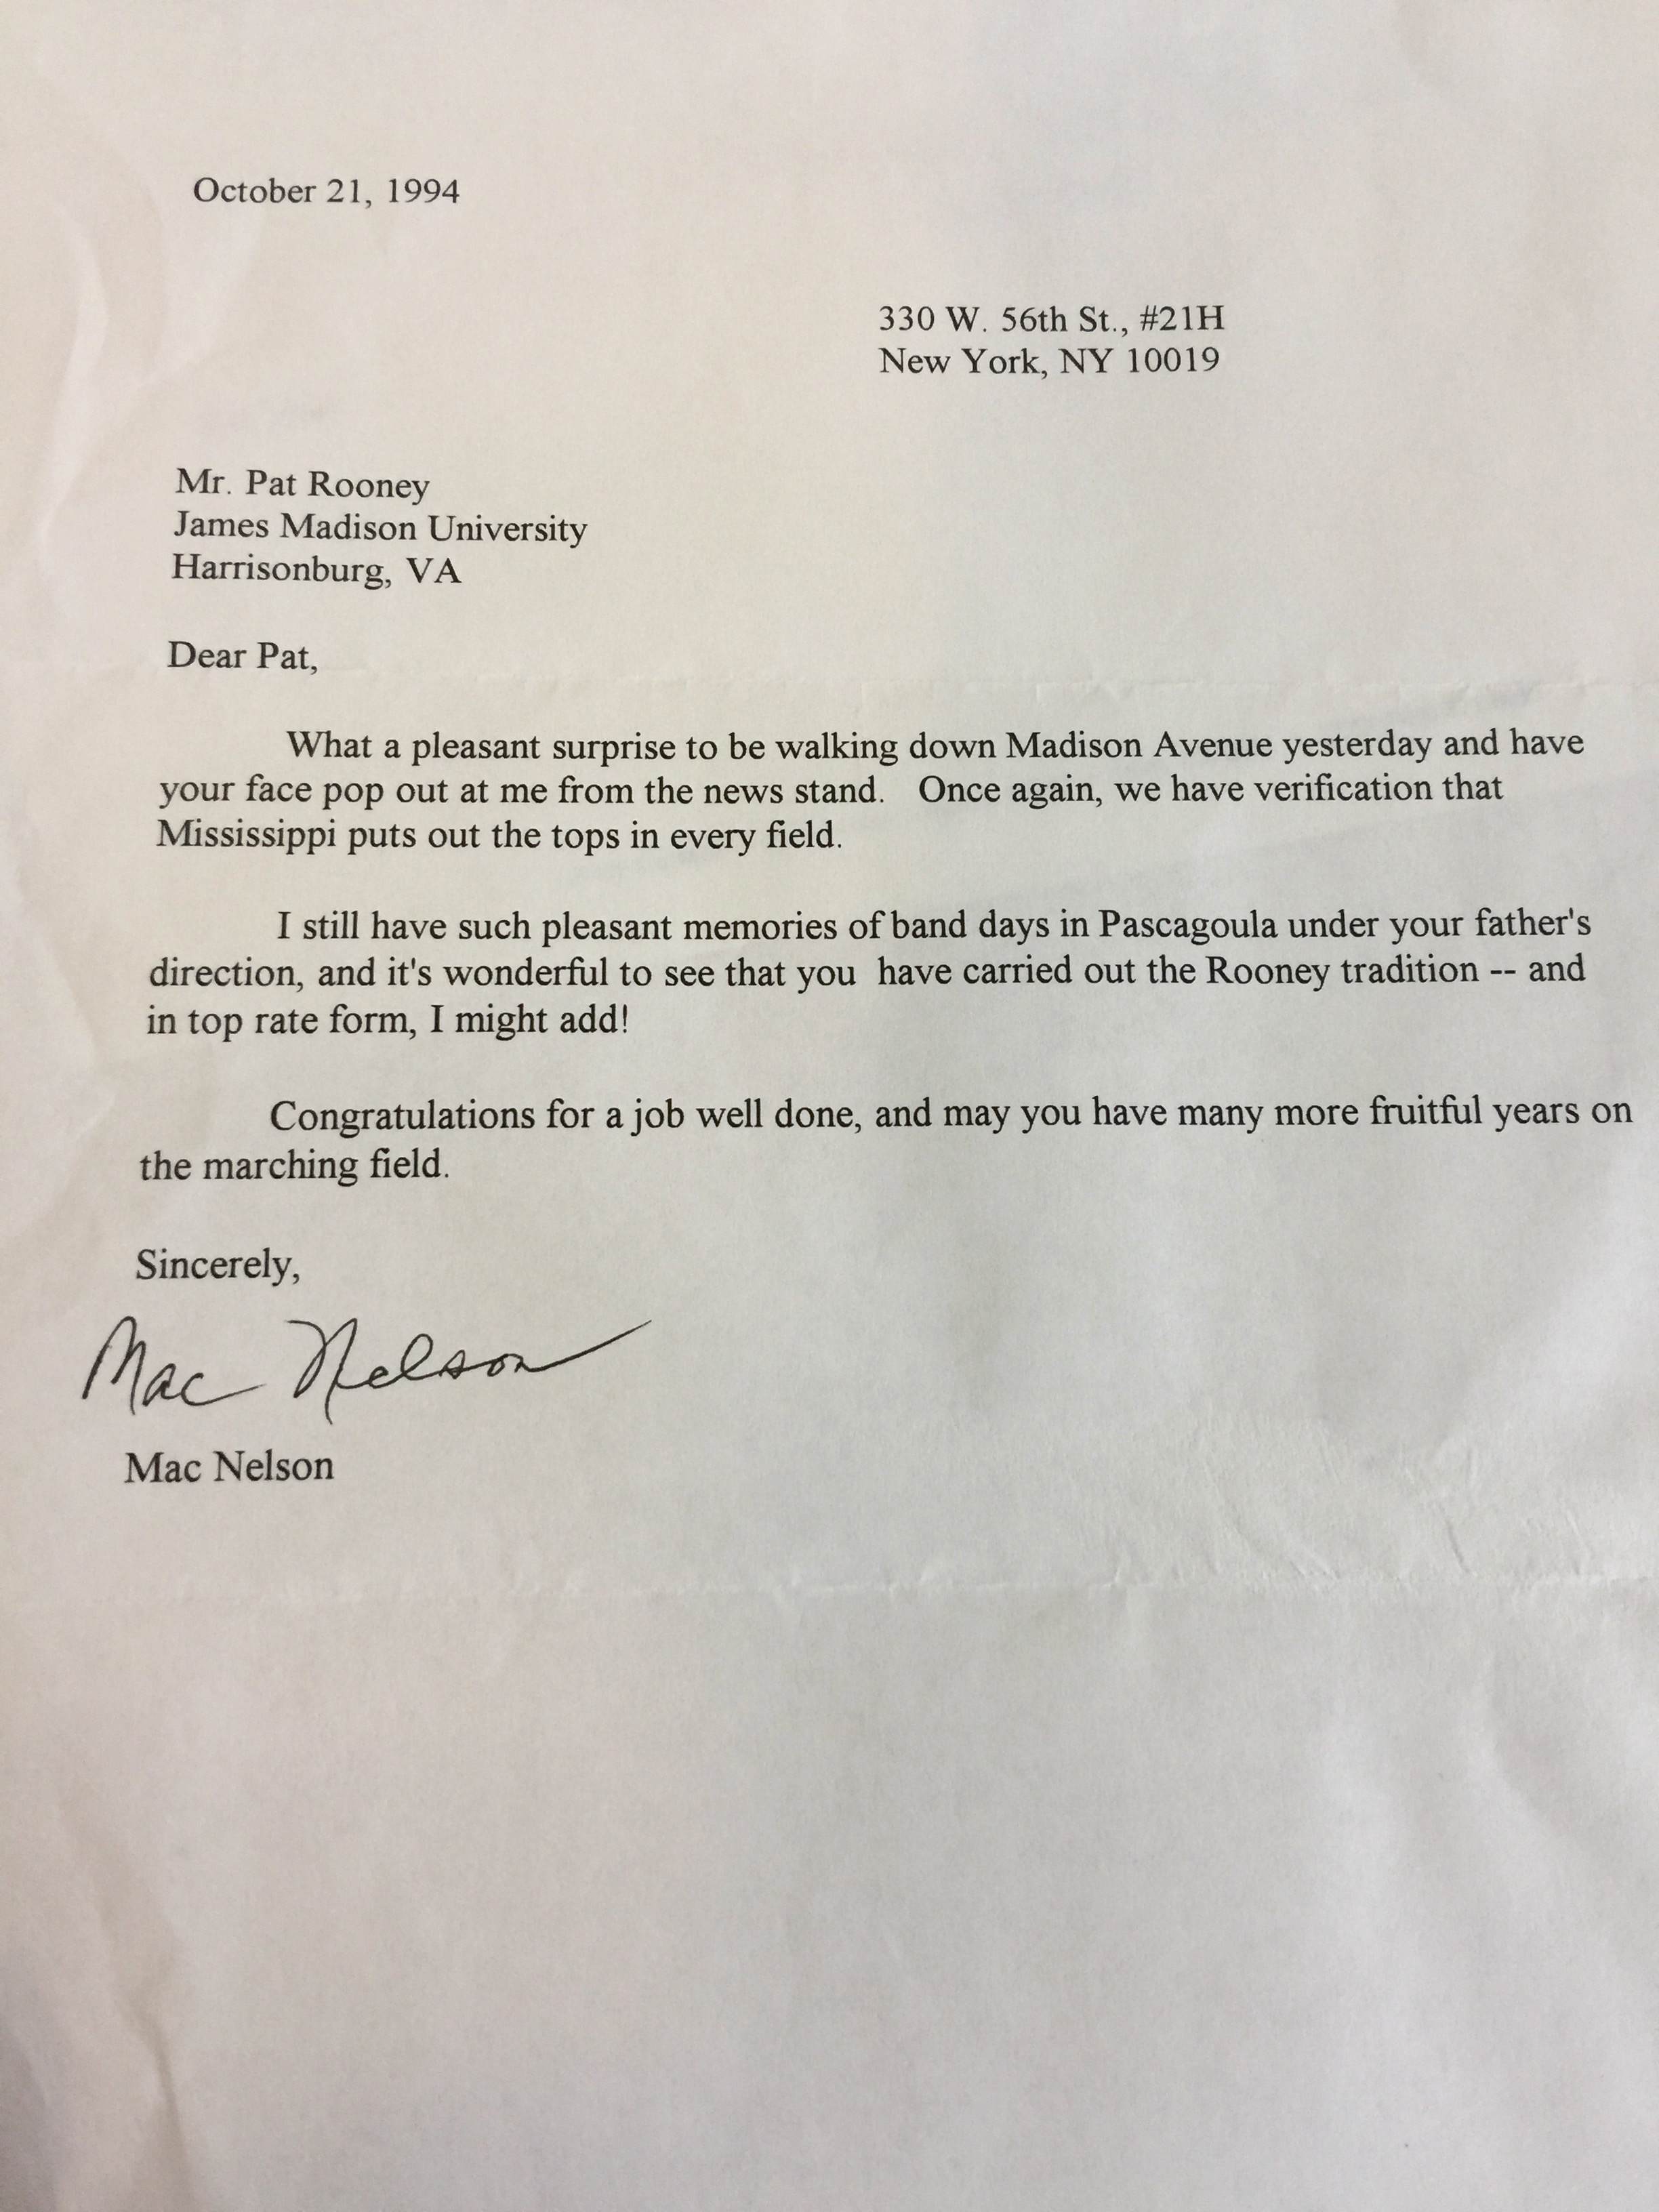 October 21, 1994
330 W. 56th St., #21H
New York, NY 10019
Mr. Pat Rooney
James Madison University
Harrisonburg, VA
Dear Pat,
What a pleasant surprise to be walking down Madison Avenue yesterday and have
your face pop out at me from the news stand. Once again, we have verification that
Mississippi puts out the tops in every field.
I still have such pleasant memories of band days in Pascagoula under your father's
direction, and it's wonderful to see that you have carried out the Rooney tradition -- and
in top rate form, I might add!
Congratulations for a job well done, and may you have many more fruitful years on
the marching field.
Sincerely,
Mac Nelson
Mac Nelson